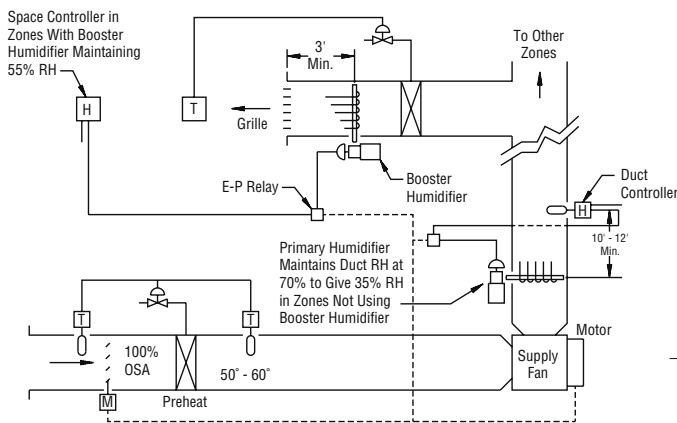 Space Controller in
Zones With Booster
Humidifier Maintaining
55% RH
H
T
3'
Min.
Grille
To Other
Zones
E-P Relay
Booster
Humidifier
Duct
Controller
H
10' - 12'
Min.
Primary Humidifier
Maintains Duct RH at
70% to Give 35% RH
in Zones Not Using
Booster Humidifier
T
T
100%
OSA
50˚ - 60˚
M
Preheat
Supply
Fan
Motor